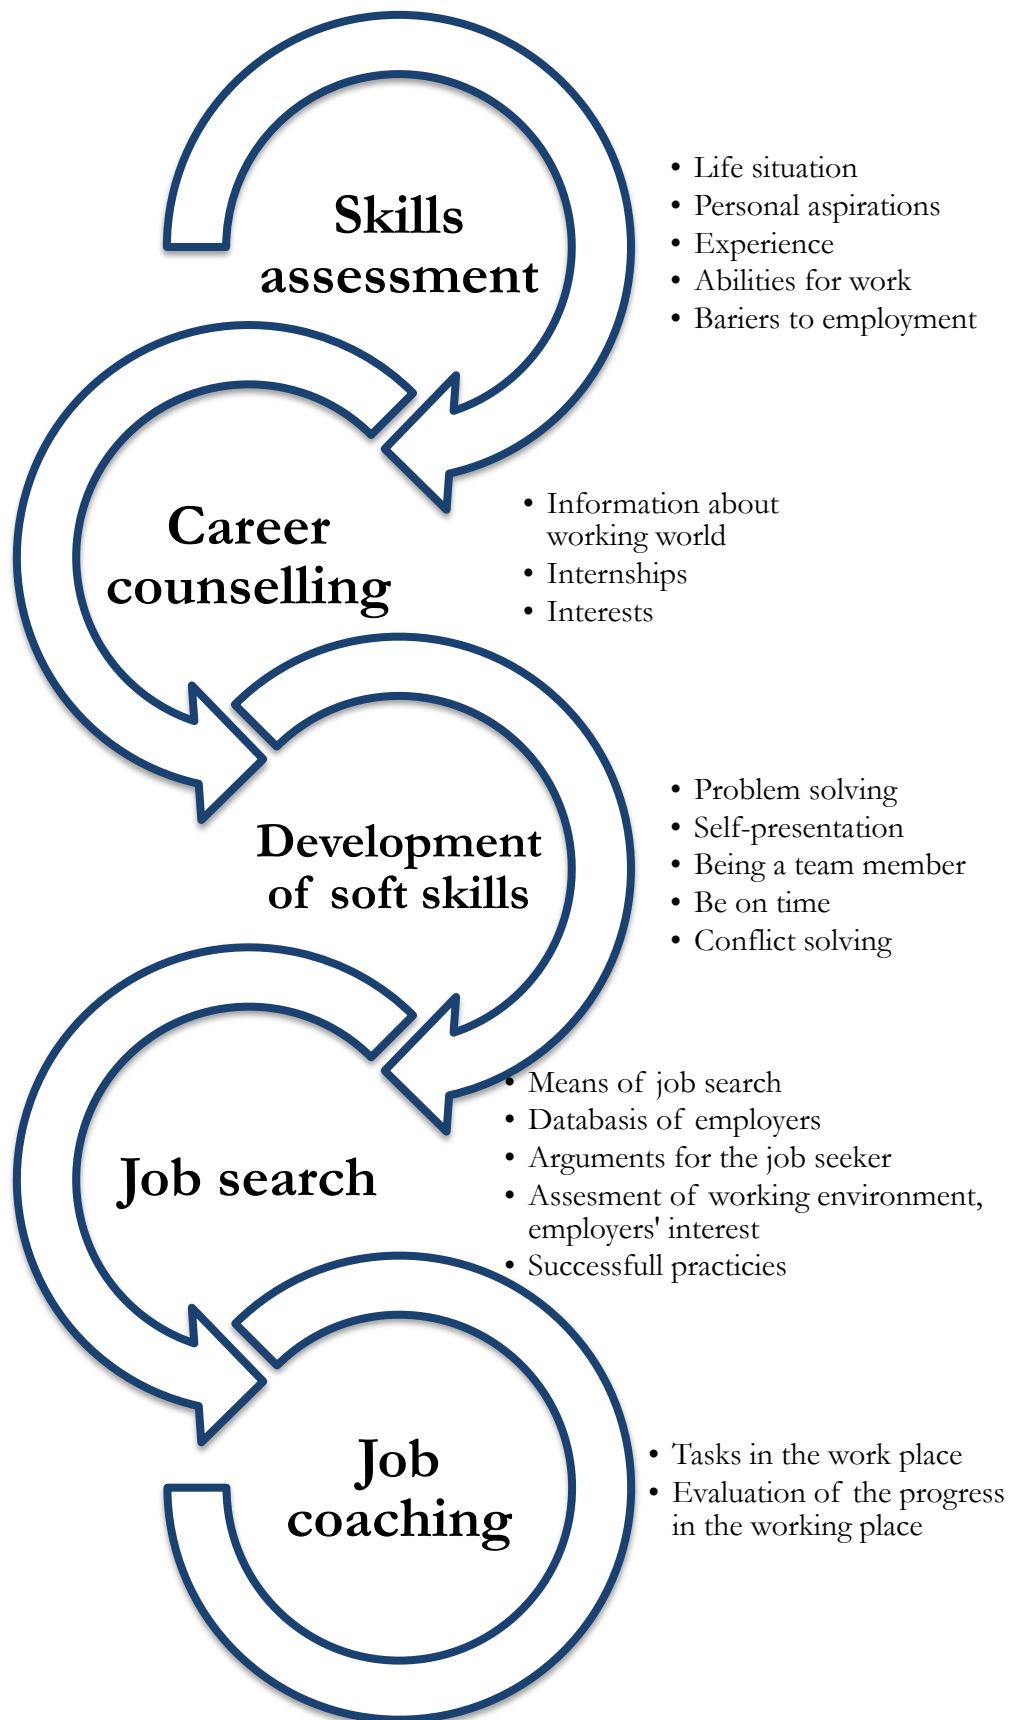 Skills
assessment
• Life situation
• Personal aspirations
• Experience
• Abilities for work
• Bariers to employment
Career
counselling
• Information about
working world
• Internships
• Interests
Development
of soft skills
• Problem solving
• Self-presentation
• Being a team member
• Be on time
• Conflict solving
Job search
• Means of job search
• Databasis of employers
• Arguments for the job seeker
• Assesment of working environment,
employers' interest
• Successfull practicies
Job
coaching
• Tasks in the work place
• Evaluation of the progress
in the working place